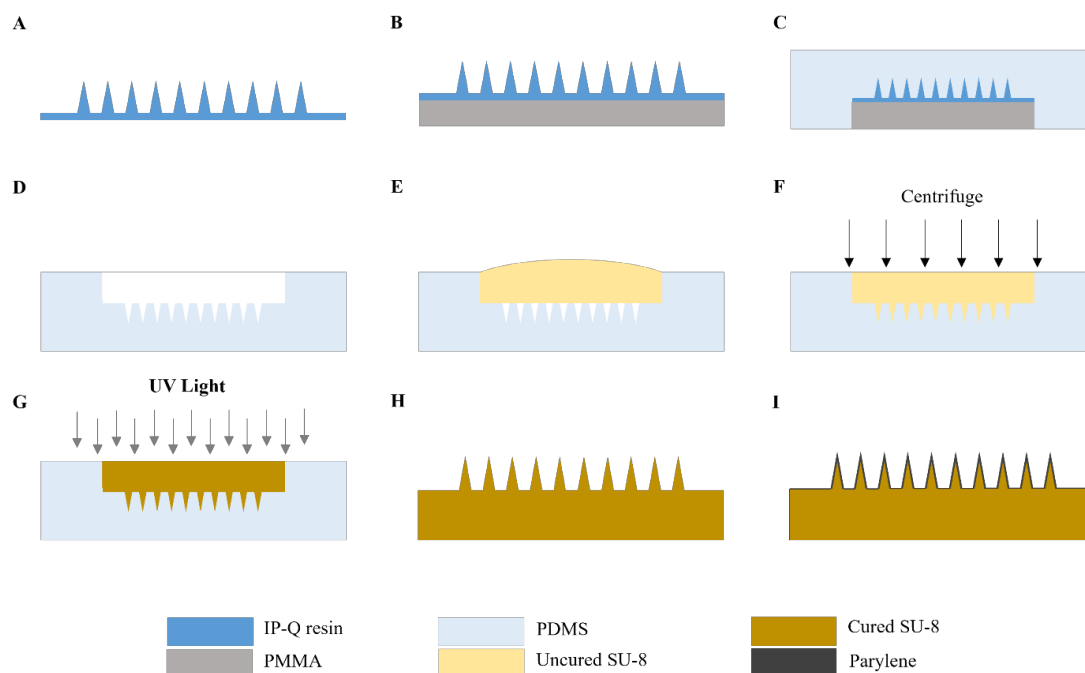 A
B
C
D
E
F
Centrifuge
UV Light
G
H
I
IP-Q resin
PDMS
Cured SU-8
PMMA
Uncured SU-8
Parylene